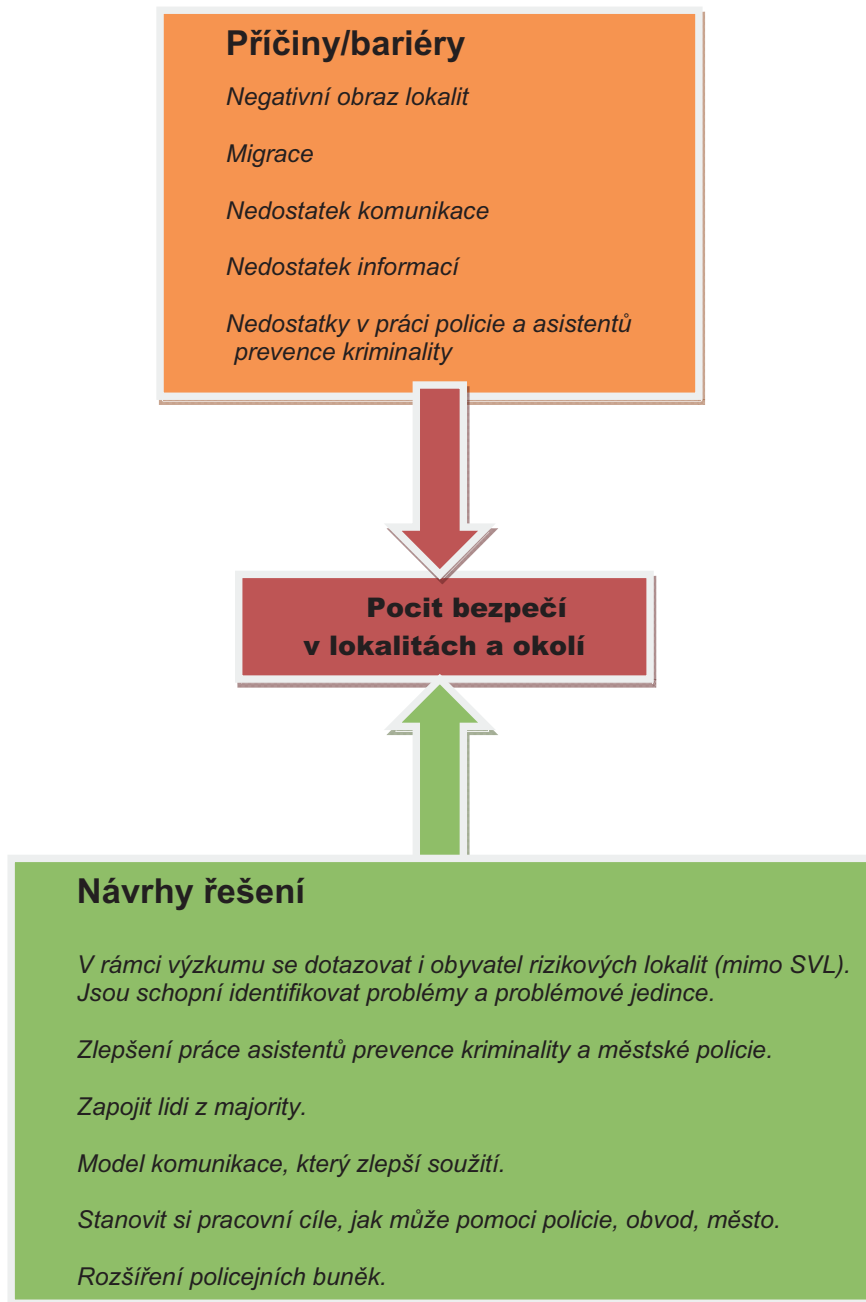 Příčiny/bariéry
Negativní obraz lokalit
Migrace
Nedostatek komunikace
Nedostatek informací
Nedostatky v práci policie a asistentů
prevence kriminality
Pocit bezpečí
v lokalitách a okolí
Návrhy řešení
V rámci výzkumu se dotazovat i obyvatel rizikových lokalit (mimo SVL).
Jsou schopní identifikovat problémy a problémové jedince.
Zlepšení práce asistentů prevence kriminality a městské policie.
Zapojit lidi z majority.
Model komunikace, který zlepší soužití.
Stanovit si pracovní cíle, jak může pomoci policie, obvod, město.
Rozšíření policejních buněk.